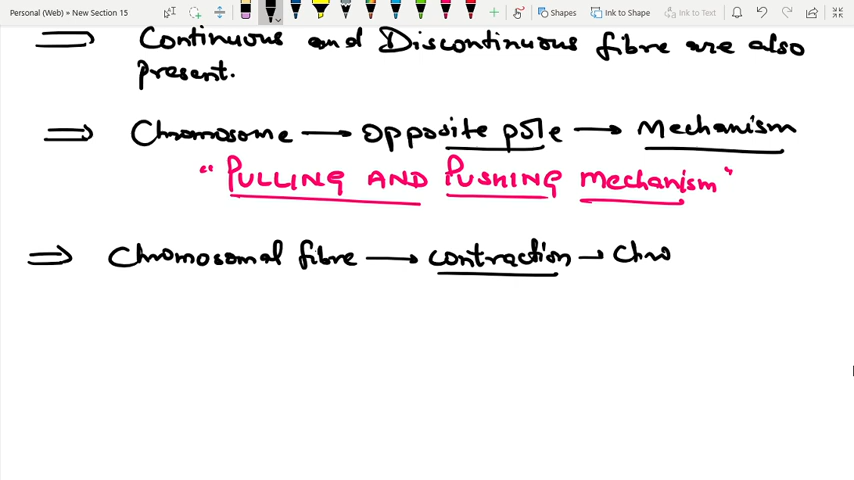 Personal (Web) » New Section 15
Shapes
Ink to Shape
Ink to Text
⇒ Continuous and Discontinuous fibre are also
present.
⇒ Chromosome → opposite pole → Mechanism
"PULLING AND PUSHING mechanism"
⇒ Chromosomal fibre → contraction → Chro